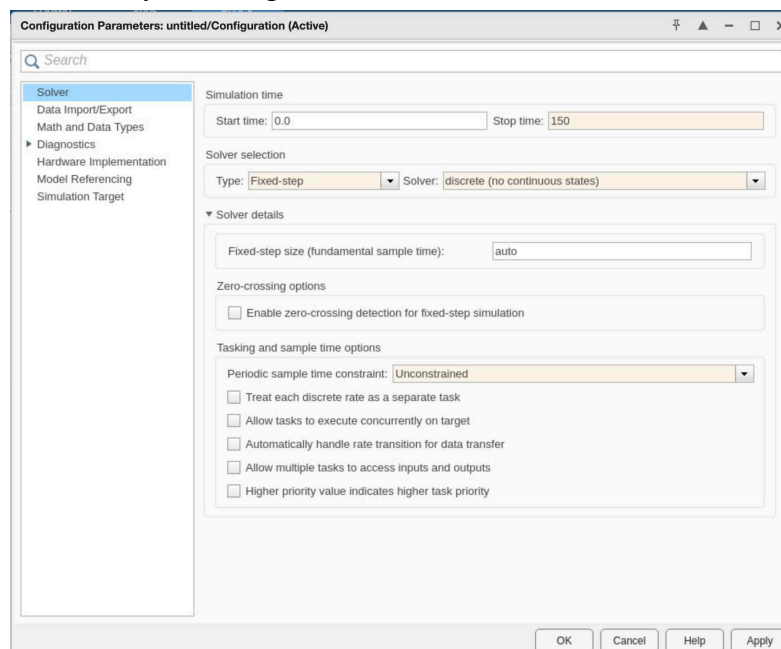 Configuration Parameters: untitled/Configuration (Active)
Search
Solver
Data Import/Export
Math and Data Types
Diagnostics
Hardware Implementation
Model Referencing
Simulation Target
Simulation time
Start time: 0.0 Stop time: 150
Solver selection
Type: Fixed-step Solver: discrete (no continuous states)
Solver details
Fixed-step size (fundamental sample time): auto
Zero-crossing options
Enable zero-crossing detection for fixed-step simulation
Tasking and sample time options
Periodic sample time constraint: Unconstrained
Treat each discrete rate as a separate task
Allow tasks to execute concurrently on target
Automatically handle rate transition for data transfer
Allow multiple tasks to access inputs and outputs
Higher priority value indicates higher task priority
OK Cancel Help Apply